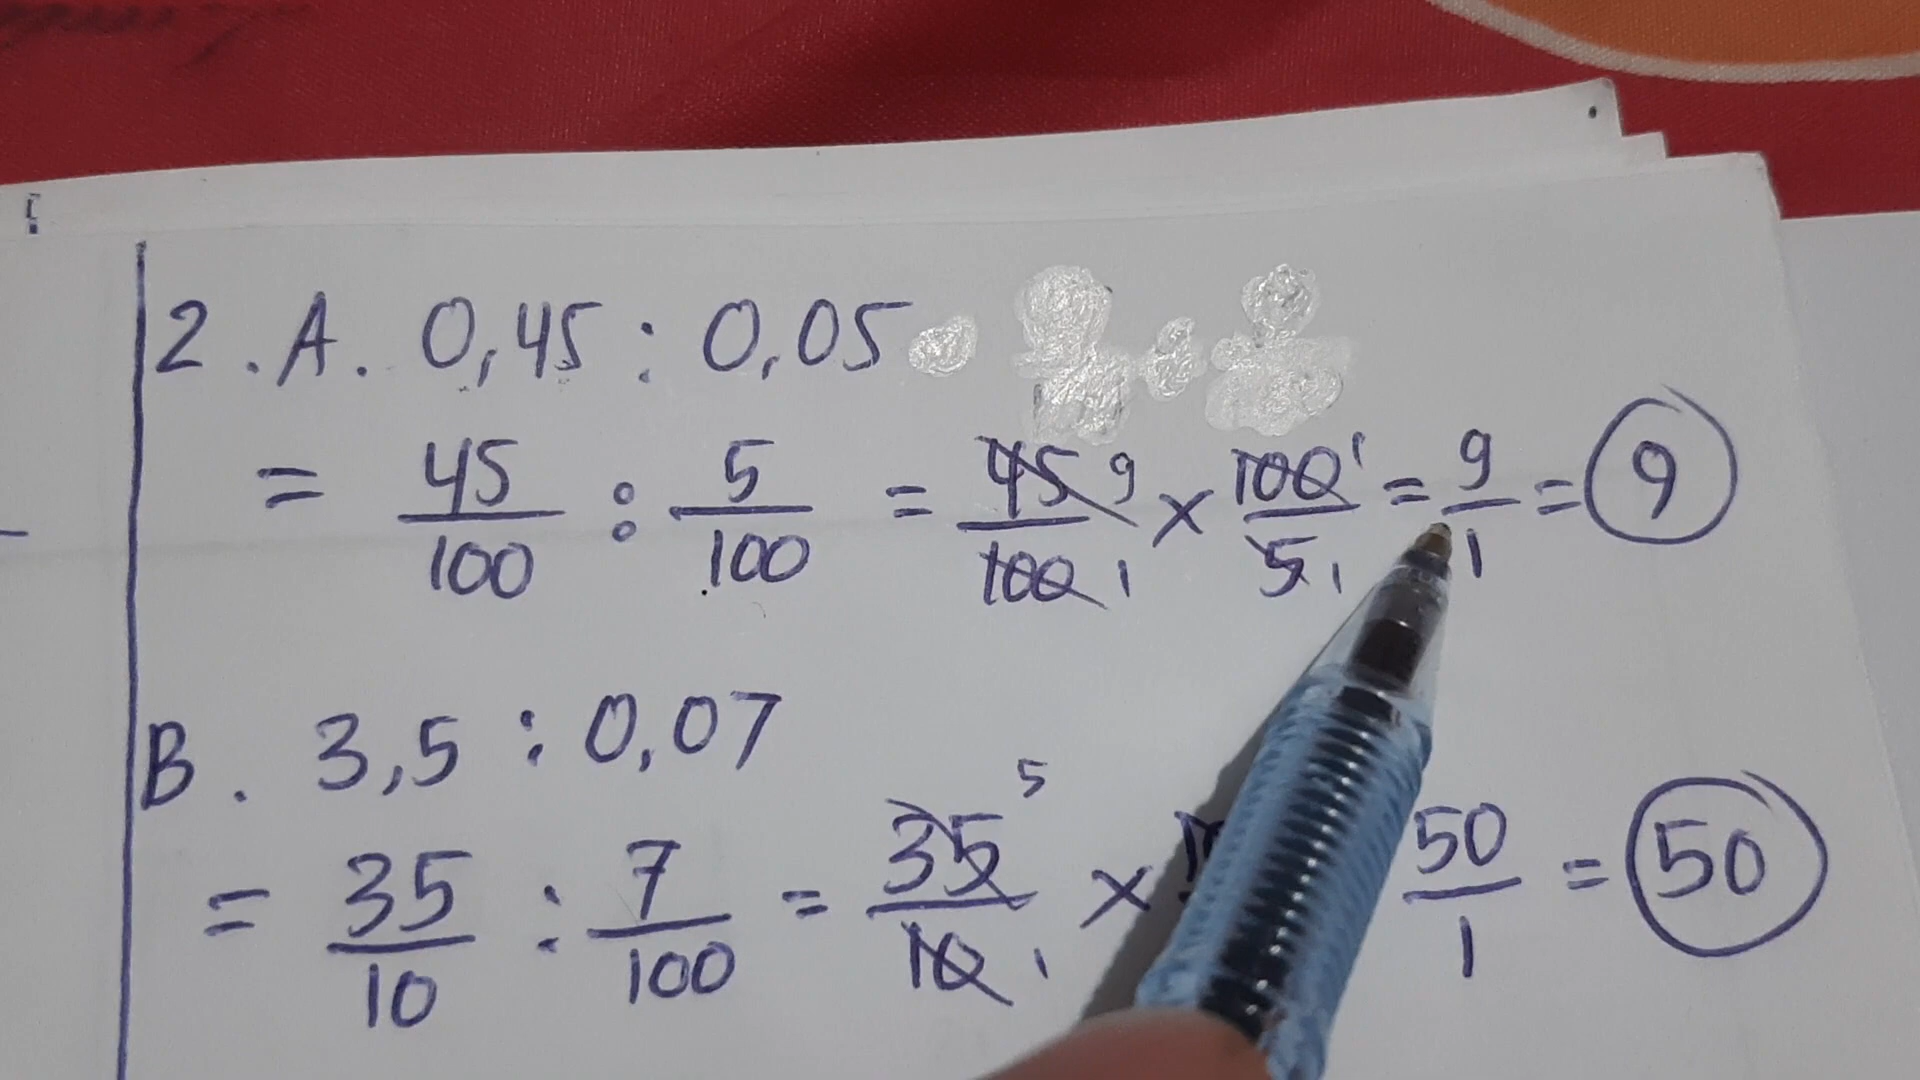 2. A. 0,45 : 0,05
= 45/100 : 5/100 = 45 9/100 1 × 100 1/5 1 = 9/1 = 9
B. 3,5 : 0,07
= 35/10 : 7/100 = 35 5/10 1 × 50/1 = 50